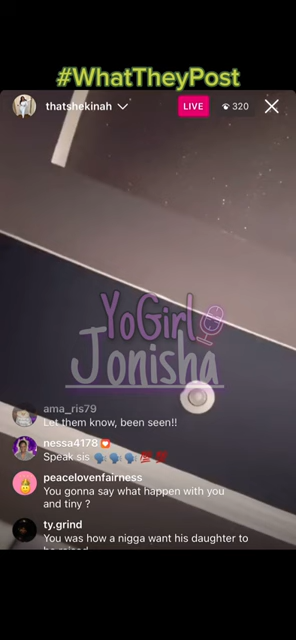 #WhatTheyPost
thatshekinah
LIVE
320
YoGirl
Jonisha
ama_ris79
Let them know, been seen!!
nessa4178
Speak sis 🗣️ 🗣️ 🗣️ 💯 💯
peacelovenfairness
You gonna say what happen with you
and tiny ?
ty.grind
You was how a nigga want his daughter to